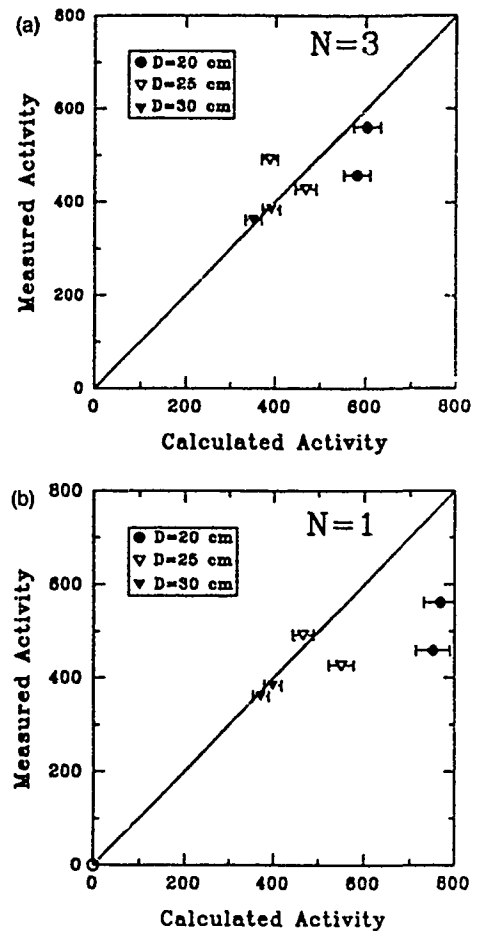 (a)
N=3
D=20 cm
D=25 cm
D=30 cm
Measured Activity
800
600
400
200
0
0 200 400 600 800
Calculated Activity
(b)
N=1
D=20 cm
D=25 cm
D=30 cm
Measured Activity
800
600
400
200
0
0 200 400 600 800
Calculated Activity